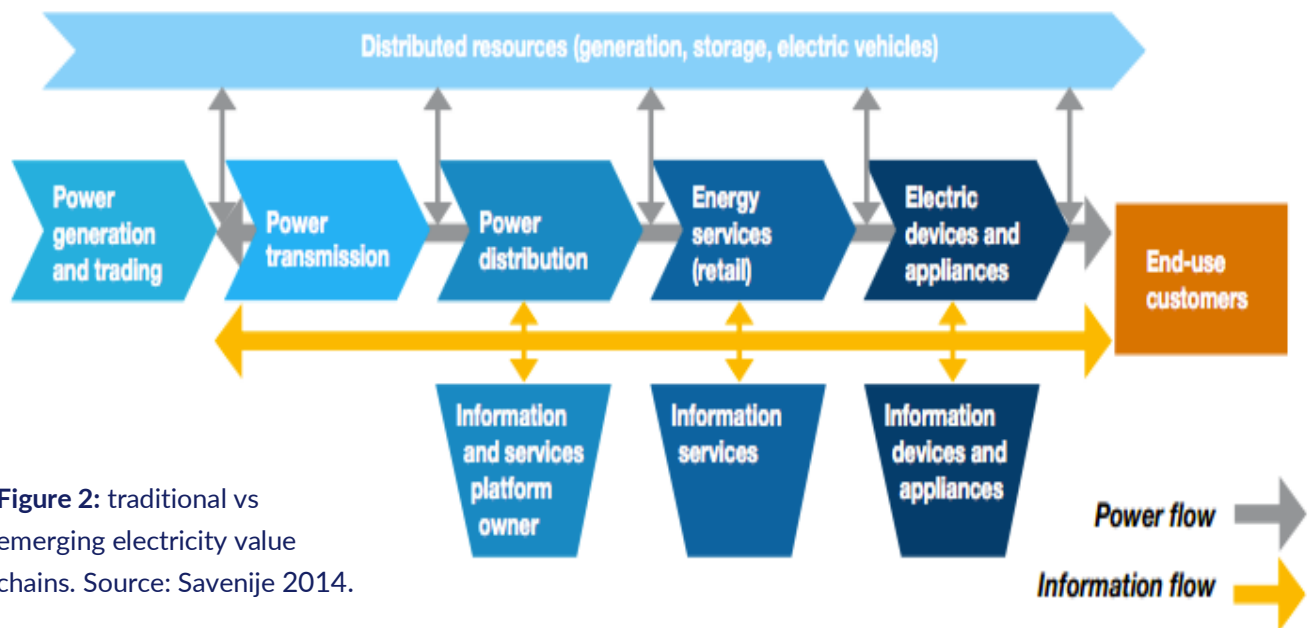 Distributed resources (generation, storage, electric vehicles)
Power
generation
and trading
Power
transmission
Power
distribution
Energy
services
(retail)
Electric
devices and
appliances
End-use
customers
Information
and services
platform
owner
Information
services
Information
devices and
appliances
Figure 2: traditional vs
emerging electricity value
chains. Source: Savenije 2014.
Power flow
Information flow